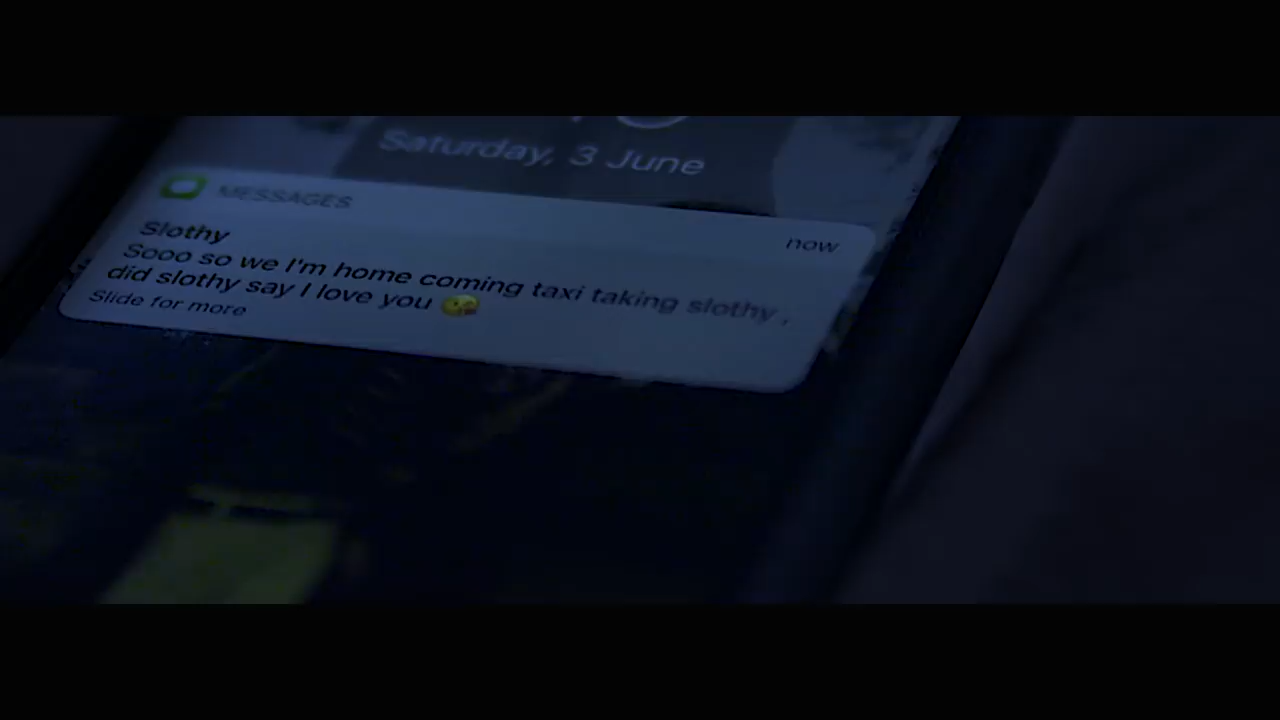 Saturday, 3 June
MESSAGES
now
Slothy
Sooo so we I'm home coming taxi taking slothy ,
did slothy say I love you 😘
Slide for more